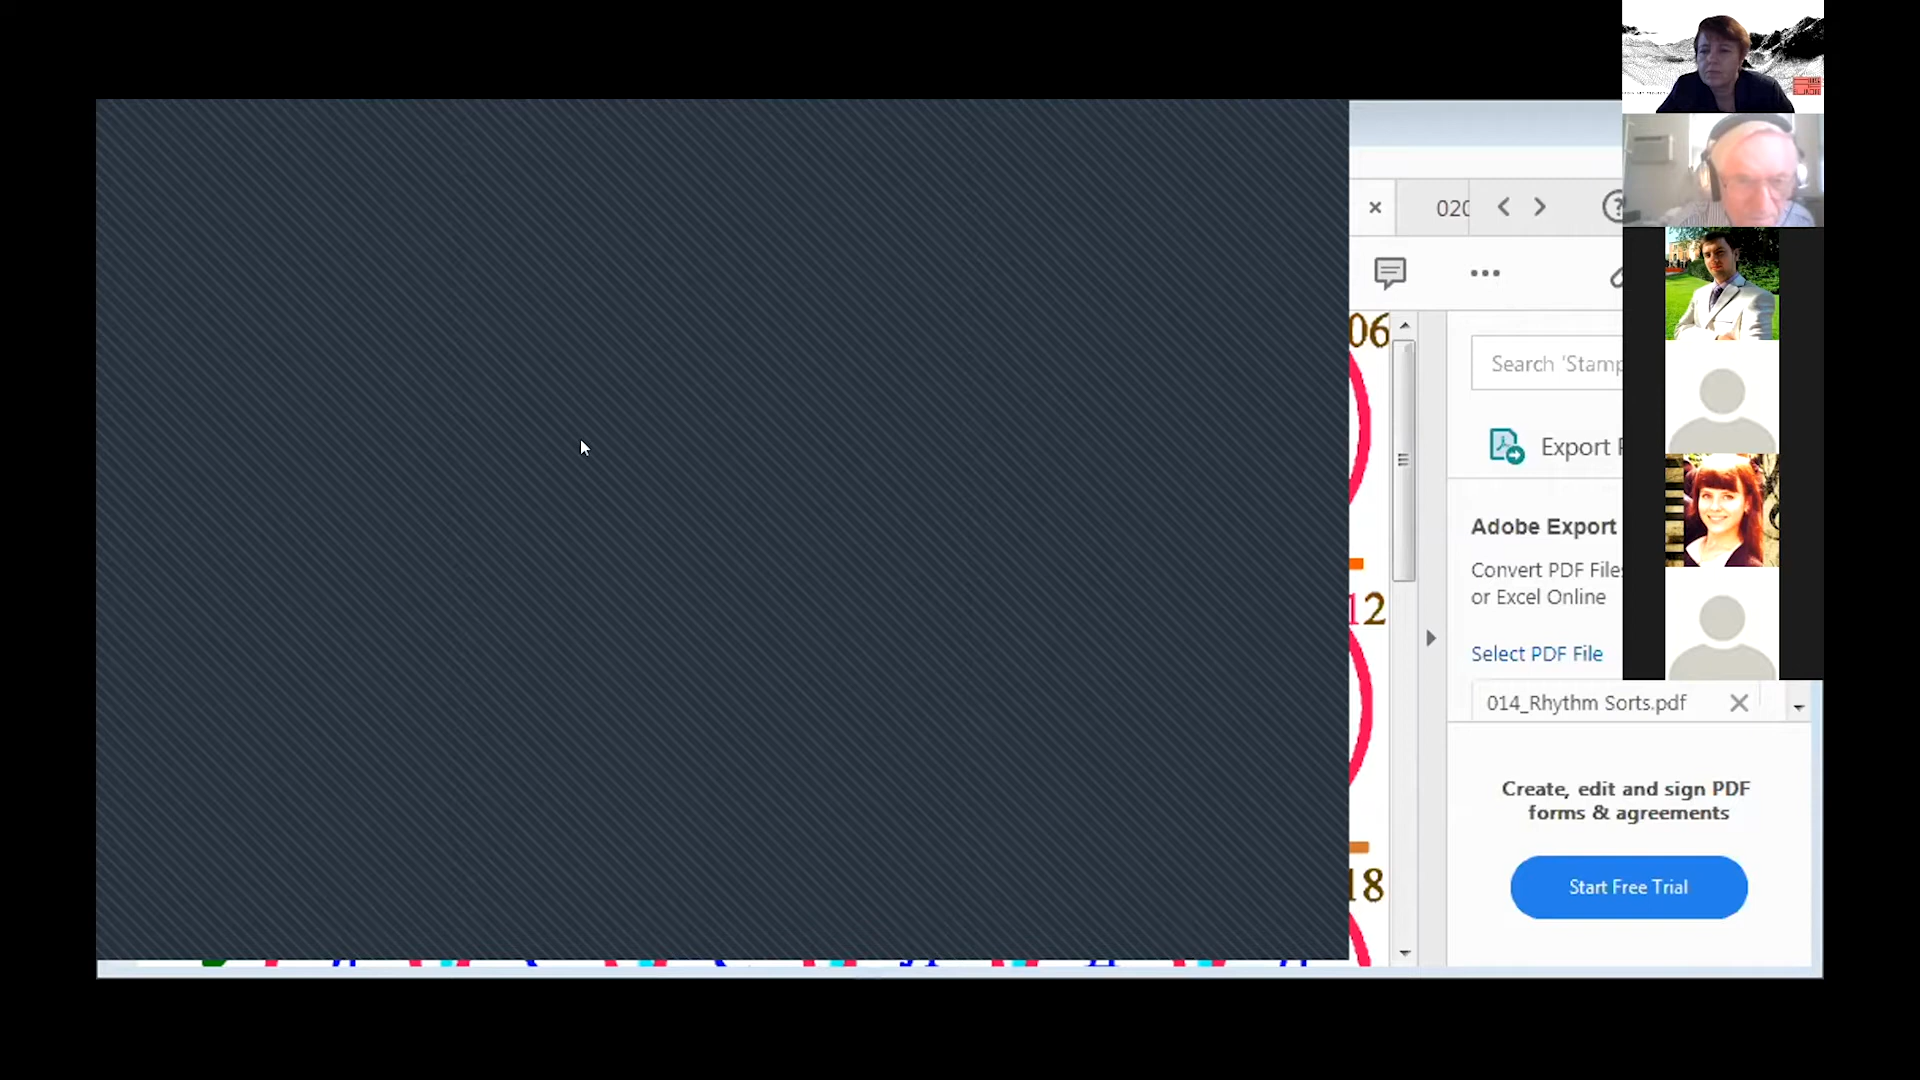 020
06
Search 'Stamp
Export
Adobe Export
Convert PDF File
or Excel Online
12
Select PDF File
014_Rhythm Sorts.pdf
Create, edit and sign PDF
forms & agreements
18
Start Free Trial